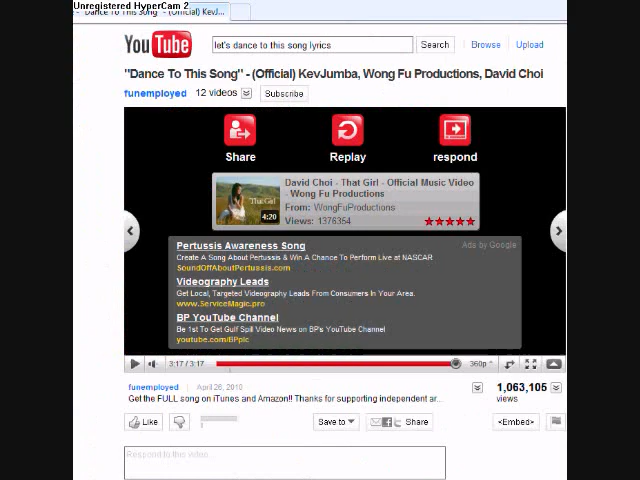 Unregistered HyperCam 2
"Dance To This Song" - (Official) KevJ...
YouTube
let's dance to this song lyrics
Search
Browse
Upload
"Dance To This Song" - (Official) KevJumba, Wong Fu Productions, David Choi
funemployed
12 videos
Subscribe
Share
Replay
respond
David Choi - That Girl - Official Music Video
- Wong Fu Productions
That Girl
From: WongFuProductions
4:20
Views: 1376354
Pertussis Awareness Song
Ads by Google
Create A Song About Pertussis & Win A Chance To Perform Live at NASCAR
SoundOffAboutPertussis.com
Videography Leads
Get Local, Targeted Videography Leads From Consumers In Your Area.
www.ServiceMagic.pro
BP YouTube Channel
Be 1st To Get Gulf Spill Video News on BP's YouTube Channel
youtube.com/BPplc
3:17 / 3:17
360p
funemployed
April 26, 2010
1,063,105
Get the FULL song on iTunes and Amazon!! Thanks for supporting independent ar...
views
Like
Save to
Share
<Embed>
Respond to this video...